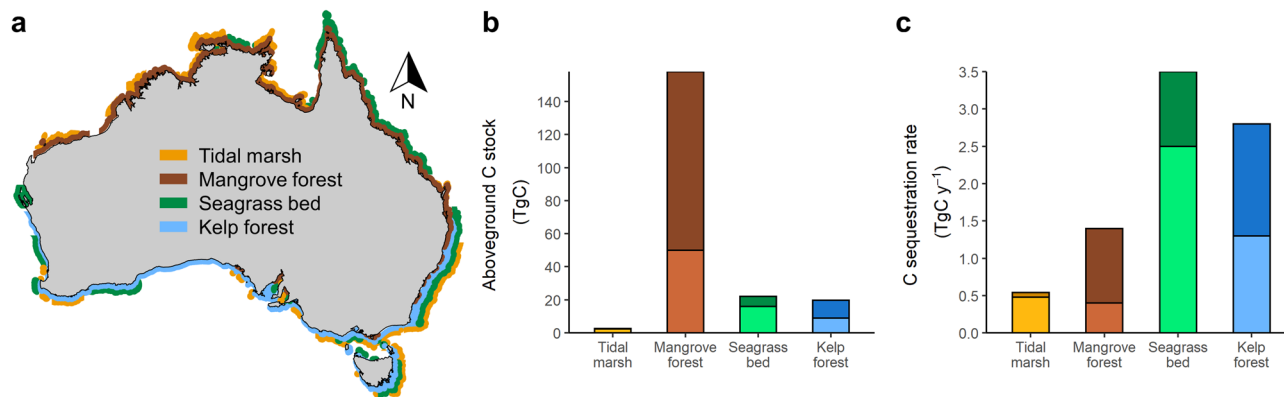 a
N
Tidal marsh
Mangrove forest
Seagrass bed
Kelp forest
b
Aboveground C stock
(TgC)
140
120
100
80
60
40
20
0
Tidal
marsh
Mangrove
forest
Seagrass
bed
Kelp
forest
c
C sequestration rate
(TgC y⁻¹)
3.5
3.0
2.5
2.0
1.5
1.0
0.5
0.0
Tidal
marsh
Mangrove
forest
Seagrass
bed
Kelp
forest